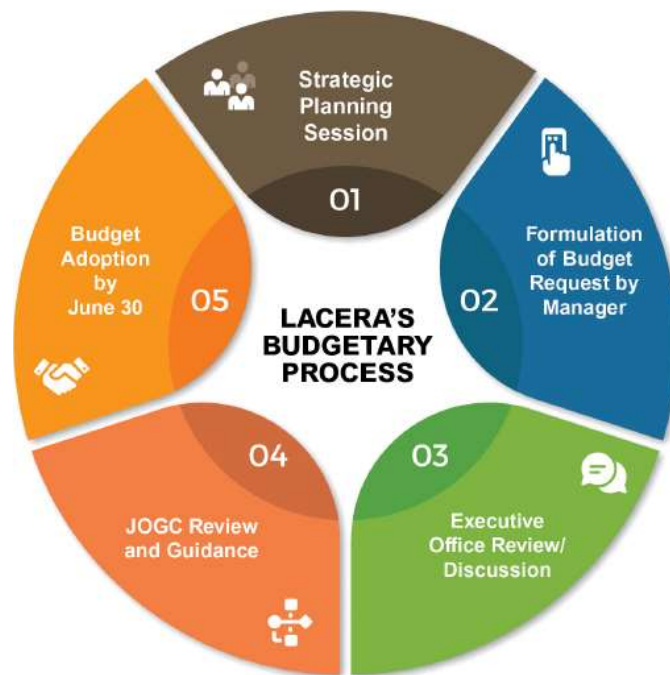 Strategic
Planning
Session
01
Formulation
of Budget
Request by
Manager
02
Executive
Office Review/
Discussion
03
JOGC Review
and Guidance
04
Budget
Adoption
by
June 30
05
LACERA'S
BUDGETARY
PROCESS